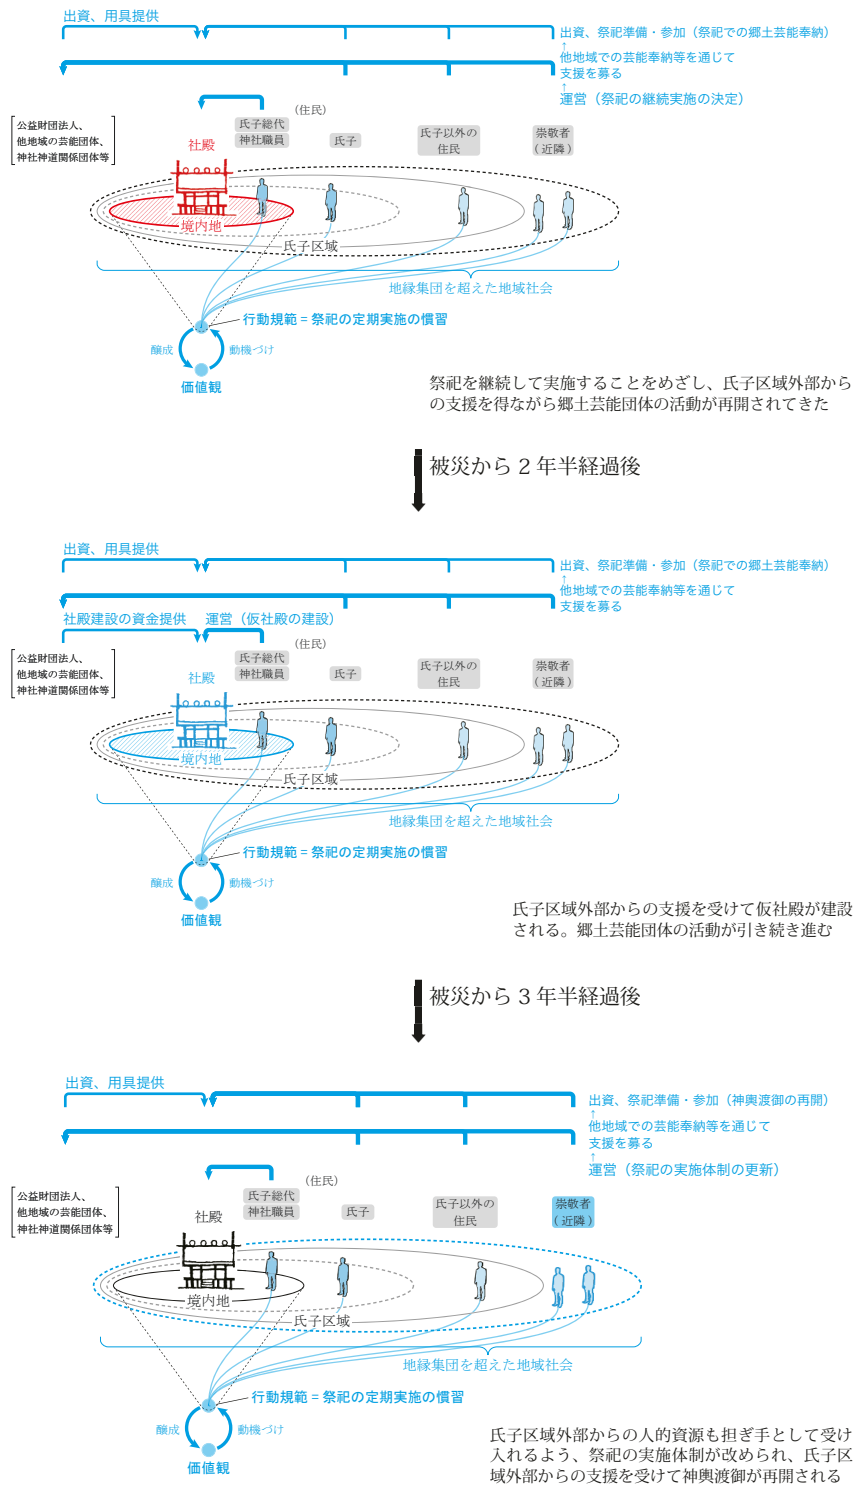 出資、用具提供
出資、祭祀準備・参加（祭祀での郷土芸能奉納）
↑
他地域での芸能奉納等を通じて
支援を募る
↑
運営（祭祀の継続実施の決定）
（住民）
公益財団法人、
他地域の芸能団体、
神社神道関係団体等
社殿
氏子総代
神社職員
氏子
氏子以外の
住民
崇敬者
（近隣）
境内地
氏子区域
地縁集団を超えた地域社会
行動規範＝祭祀の定期実施の慣習
醸成
動機づけ
価値観
祭祀を継続して実施することをめざし、氏子区域外部から
の支援を得ながら郷土芸能団体の活動が再開されてきた
被災から 2 年半経過後
出資、用具提供
出資、祭祀準備・参加（祭祀での郷土芸能奉納）
↑
他地域での芸能奉納等を通じて
支援を募る
社殿建設の資金提供
運営（仮社殿の建設）
（住民）
公益財団法人、
他地域の芸能団体、
神社神道関係団体等
社殿
氏子総代
神社職員
氏子
氏子以外の
住民
崇敬者
（近隣）
境内地
氏子区域
地縁集団を超えた地域社会
行動規範＝祭祀の定期実施の慣習
醸成
動機づけ
価値観
氏子区域外部からの支援を受けて仮社殿が建設
される。郷土芸能団体の活動が引き続き進む
被災から 3 年半経過後
出資、用具提供
出資、祭祀準備・参加（神輿渡御の再開）
↑
他地域での芸能奉納等を通じて
支援を募る
↑
運営（祭祀の実施体制の更新）
（住民）
公益財団法人、
他地域の芸能団体、
神社神道関係団体等
社殿
氏子総代
神社職員
氏子
氏子以外の
住民
崇敬者
（近隣）
境内地
氏子区域
地縁集団を超えた地域社会
行動規範＝祭祀の定期実施の慣習
醸成
動機づけ
価値観
氏子区域外部からの人的資源も担ぎ手として受け
入れるよう、祭祀の実施体制が改められ、氏子区
域外部からの支援を受けて神輿渡御が再開される